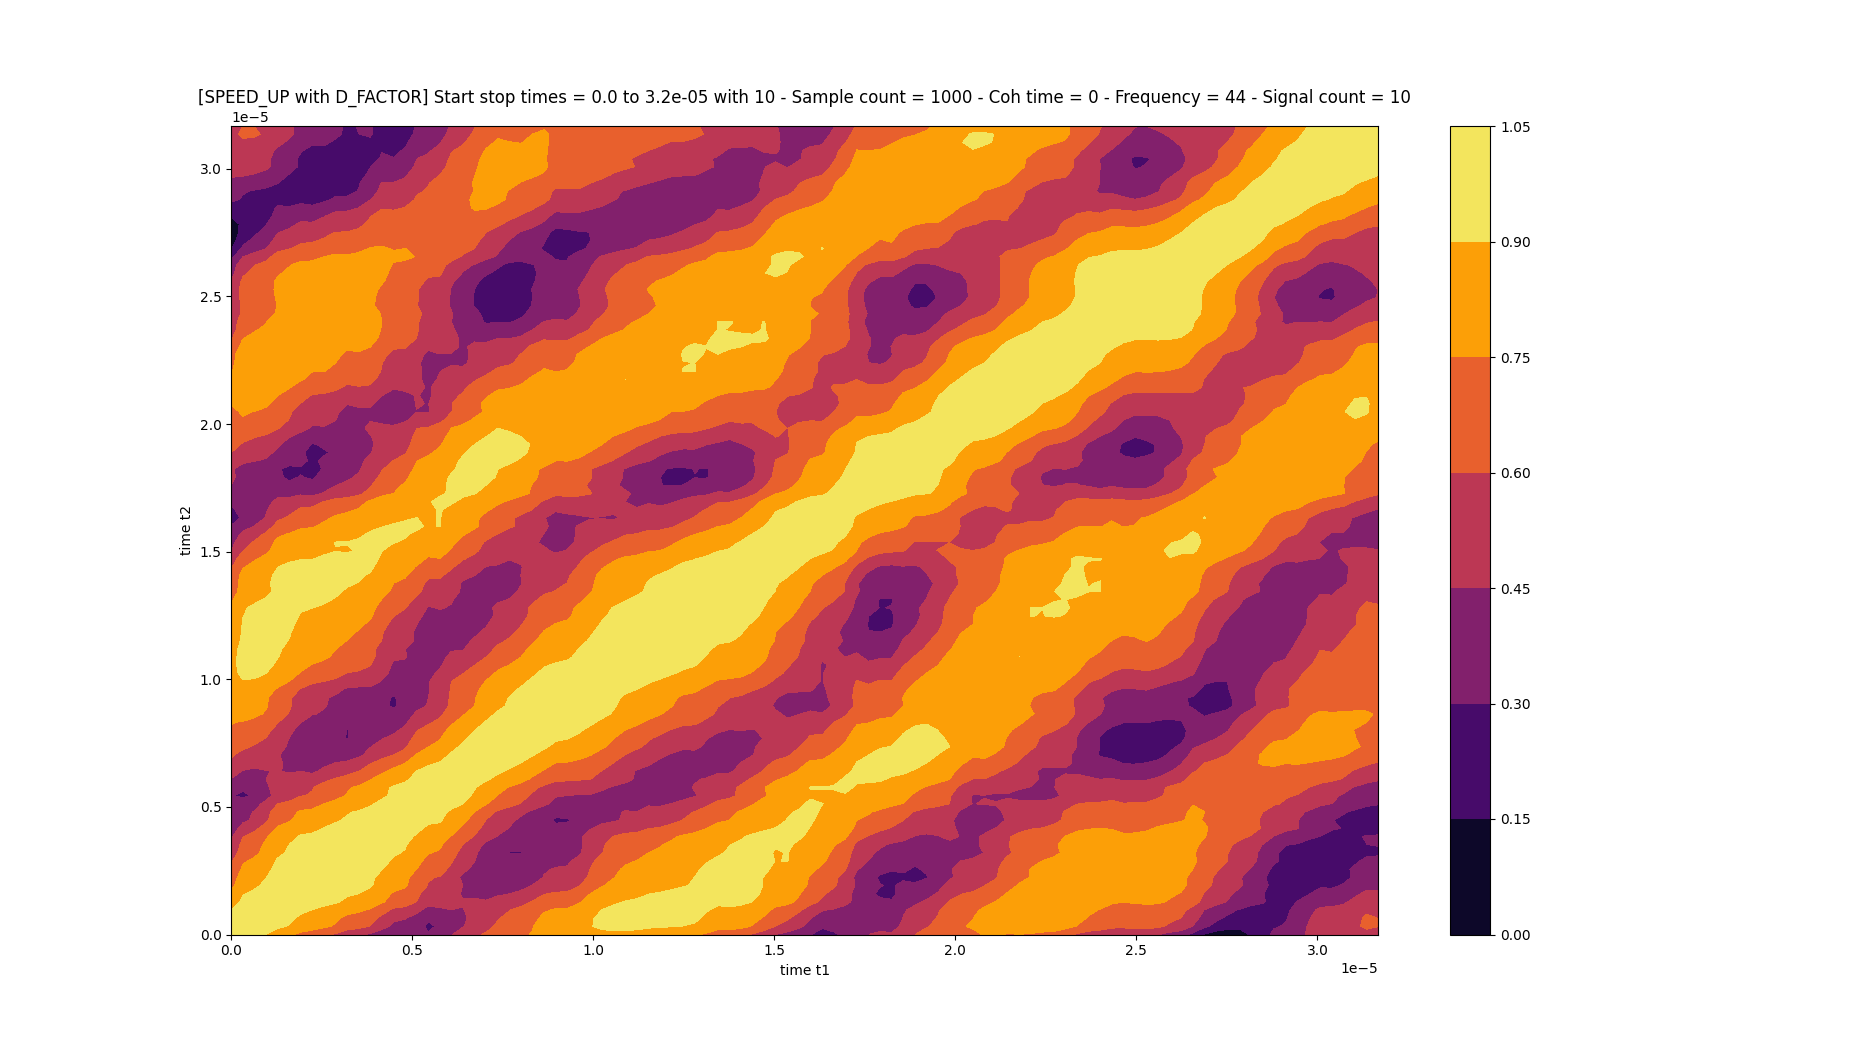 [SPEED_UP with D_FACTOR] Start stop times = 0.0 to 3.2e-05 with 10 - Sample count = 1000 - Coh time = 0 - Frequency = 44 - Signal count = 10
1e−5
3.0
2.5
2.0
1.5
1.0
0.5
0.0
time t2
0.0 0.5 1.0 1.5 2.0 2.5 3.0
time t1
1e−5
1.05
0.90
0.75
0.60
0.45
0.30
0.15
0.00